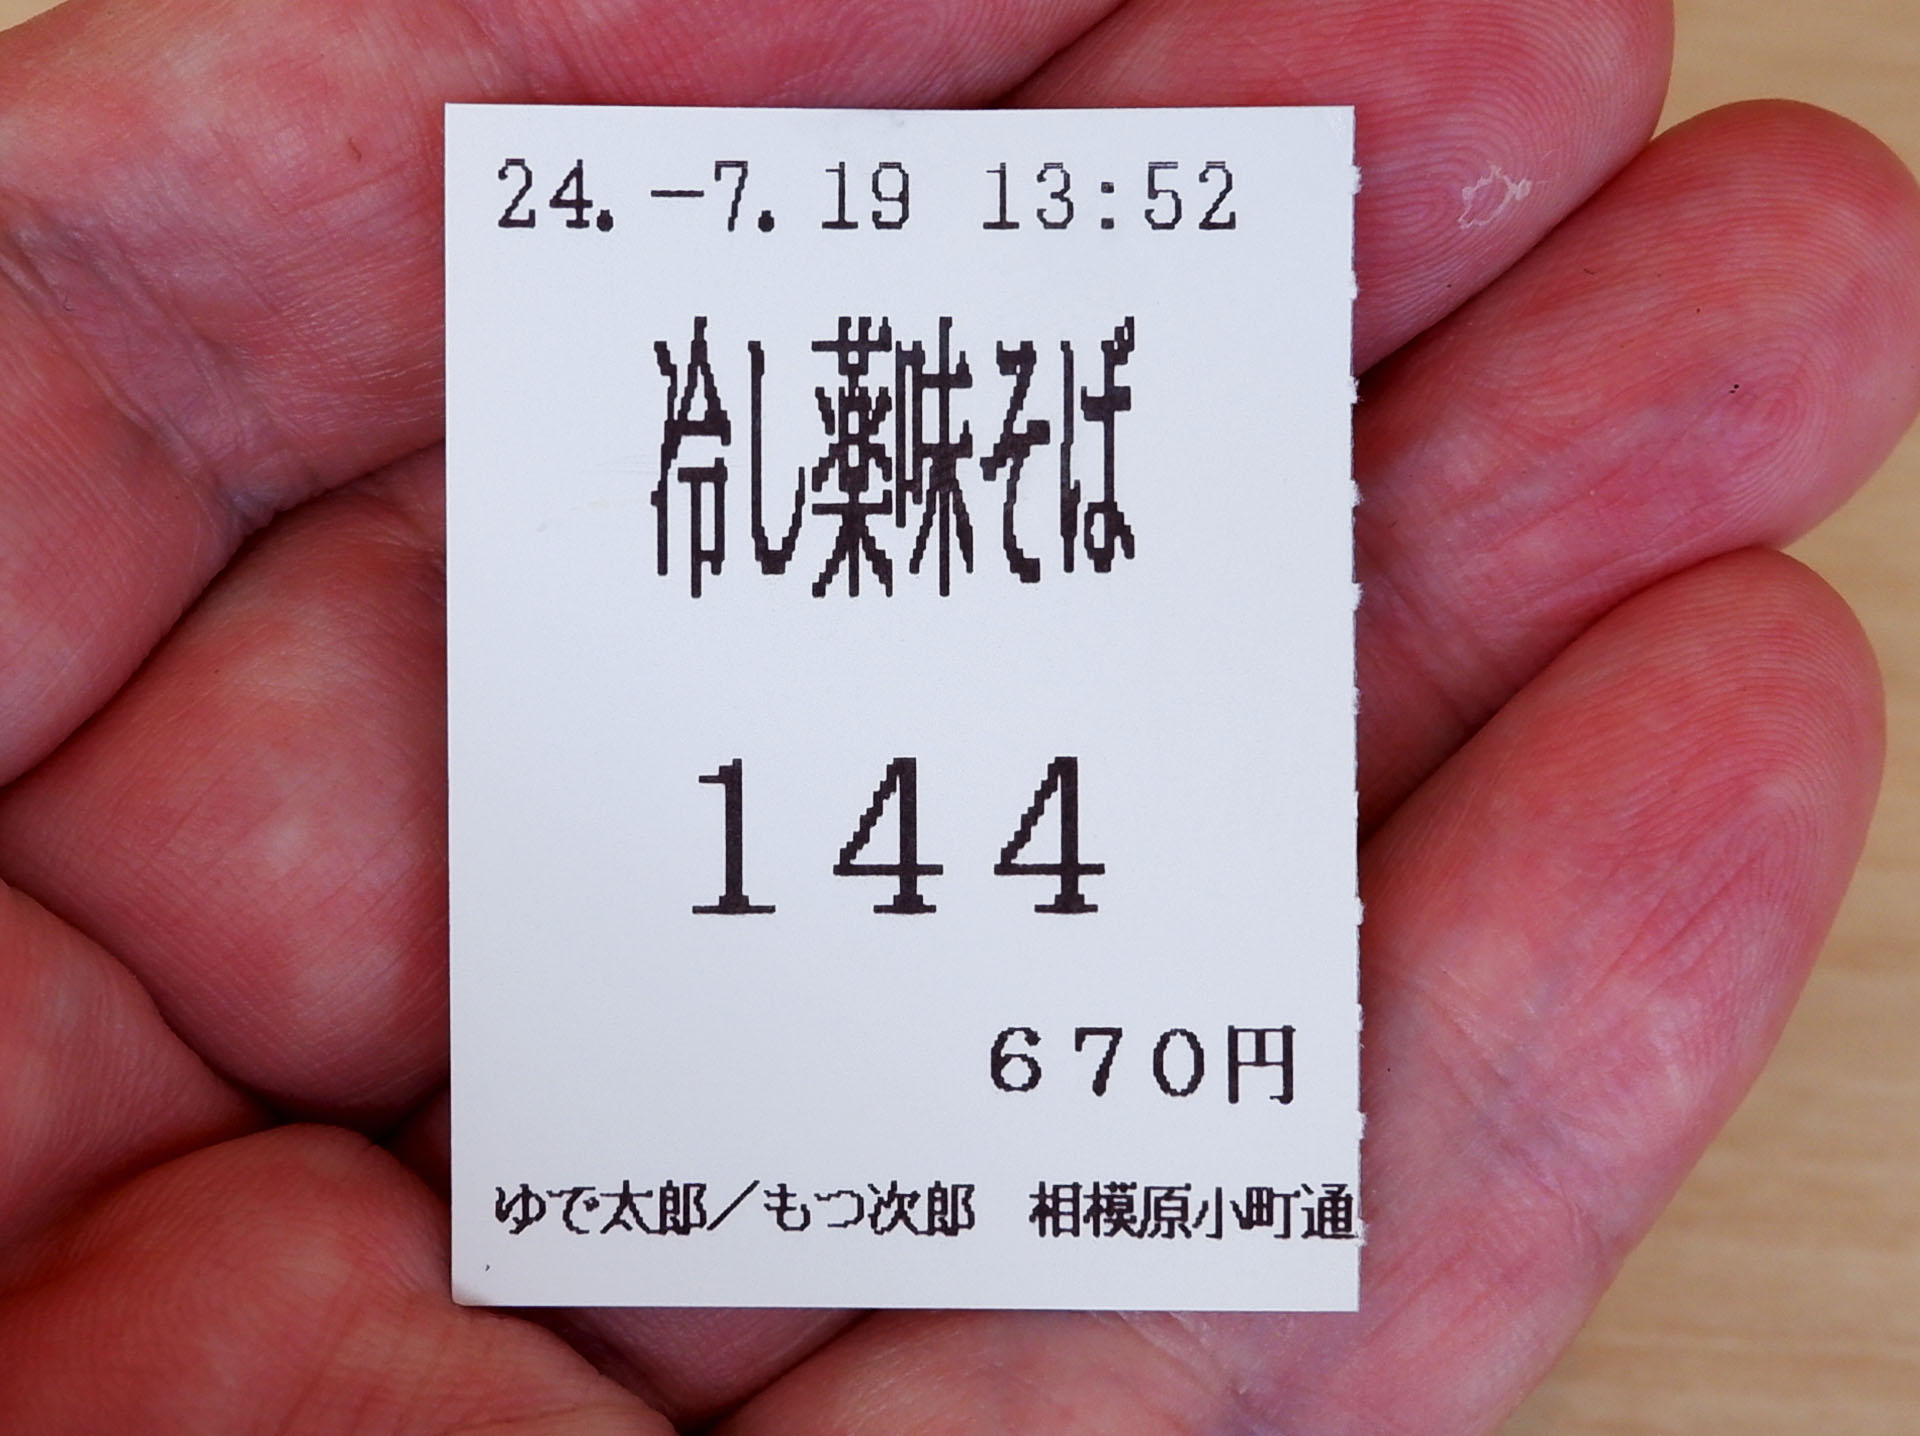 24.-7.19 13:52
冷し薬味そば
144
670円
ゆで太郎／もつ次郎　相模原小町通